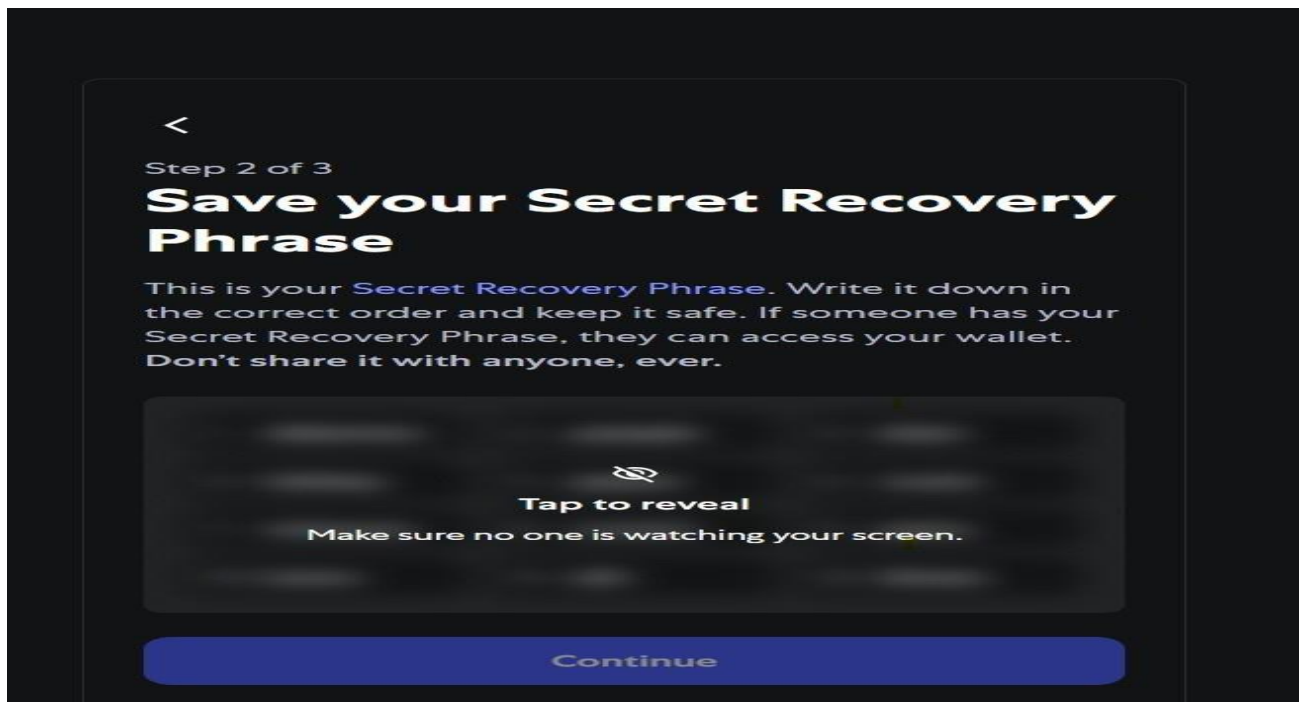 Step 2 of 3
Save your Secret Recovery
Phrase
This is your Secret Recovery Phrase. Write it down in
the correct order and keep it safe. If someone has your
Secret Recovery Phrase, they can access your wallet.
Don't share it with anyone, ever.
Tap to reveal
Make sure no one is watching your screen.
Continue